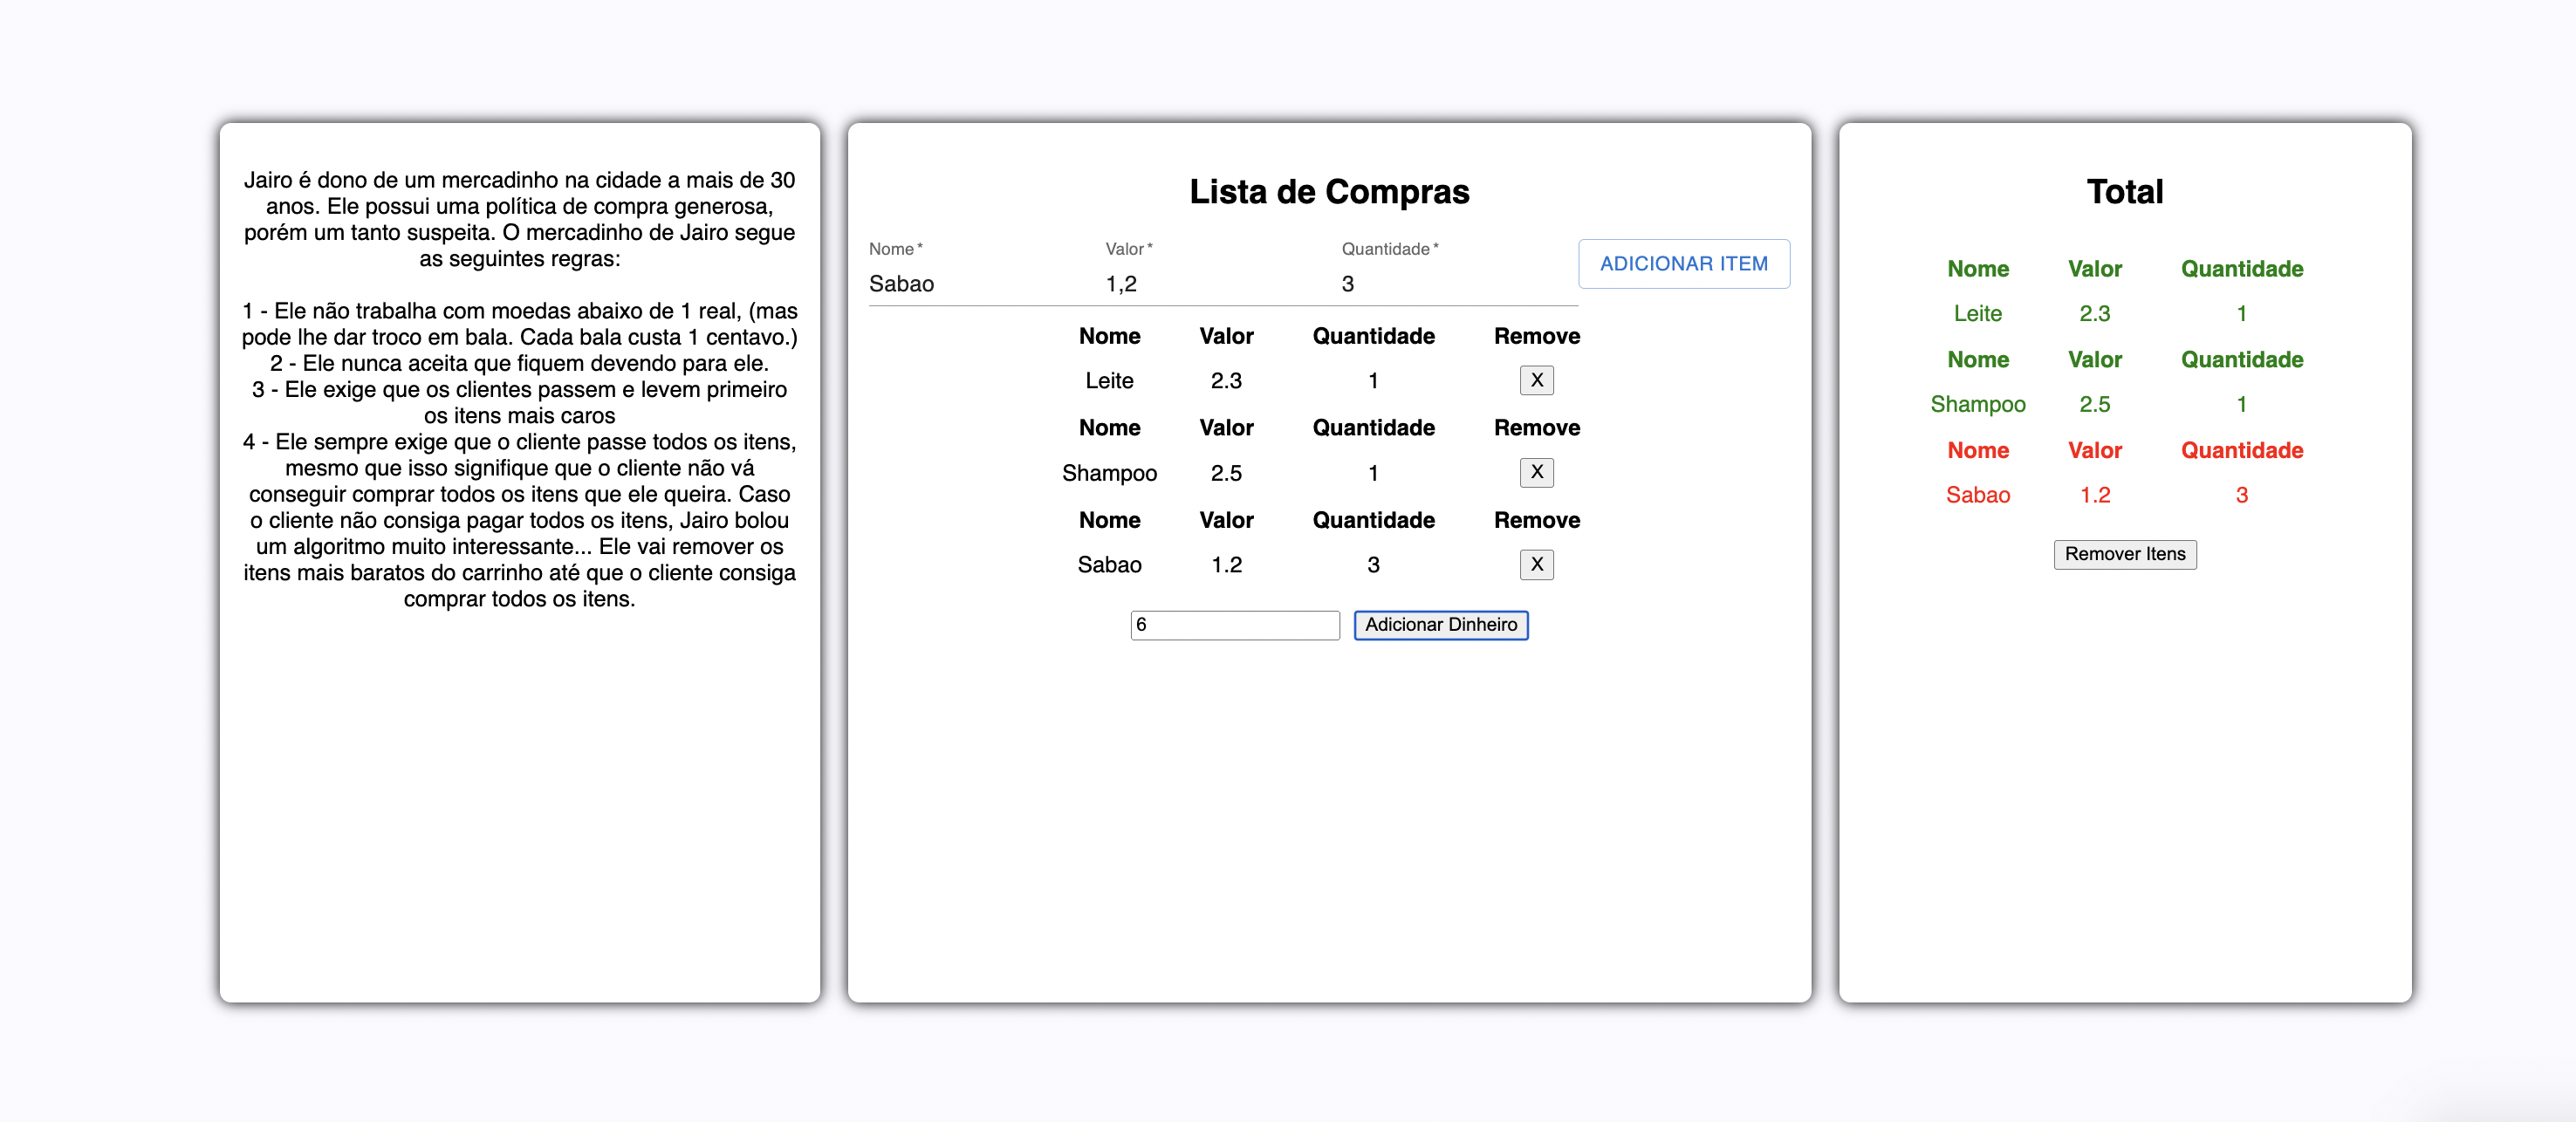 Jairo é dono de um mercadinho na cidade a mais de 30
anos. Ele possui uma política de compra generosa,
porém um tanto suspeita. O mercadinho de Jairo segue
as seguintes regras:
1 - Ele não trabalha com moedas abaixo de 1 real, (mas
pode lhe dar troco em bala. Cada bala custa 1 centavo.)
2 - Ele nunca aceita que fiquem devendo para ele.
3 - Ele exige que os clientes passem e levem primeiro
os itens mais caros
4 - Ele sempre exige que o cliente passe todos os itens,
mesmo que isso signifique que o cliente não vá
conseguir comprar todos os itens que ele queira. Caso
o cliente não consiga pagar todos os itens, Jairo bolou
um algoritmo muito interessante... Ele vai remover os
itens mais baratos do carrinho até que o cliente consiga
comprar todos os itens.
Lista de Compras
Nome * Valor * Quantidade *
Sabao 1,2 3 ADICIONAR ITEM
Nome Valor Quantidade Remove
Leite 2.3 1 X
Nome Valor Quantidade Remove
Shampoo 2.5 1 X
Nome Valor Quantidade Remove
Sabao 1.2 3 X
6 Adicionar Dinheiro
Total
Nome Valor Quantidade
Leite 2.3 1
Nome Valor Quantidade
Shampoo 2.5 1
Nome Valor Quantidade
Sabao 1.2 3
Remover Itens